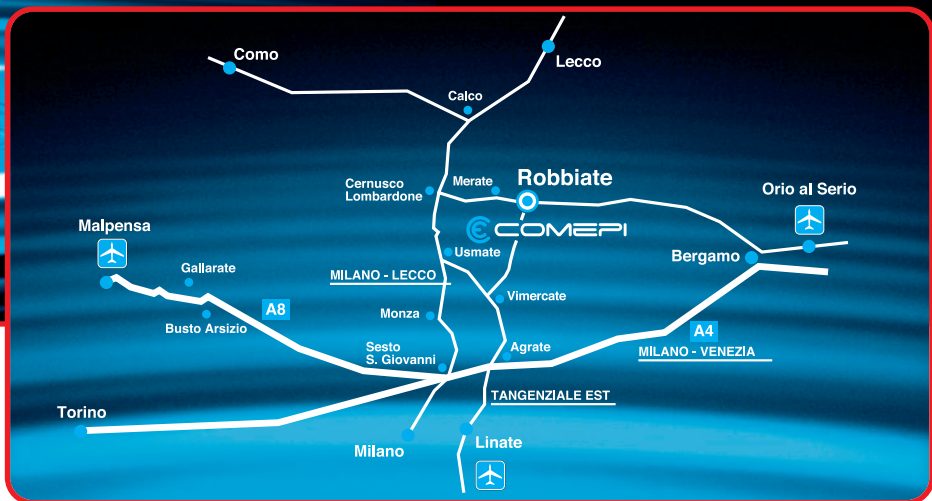 Como
Lecco
Calco
Cernusco
Lombardone
Merate
Robbiate
Orio al Serio
Malpensa
COMEPI
Usmate
Bergamo
Gallarate
MILANO - LECCO
Vimercate
A8
Busto Arsizio
Monza
A4
Sesto
S. Giovanni
Agrate
MILANO - VENEZIA
TANGENZIALE EST
Torino
Milano
Linate